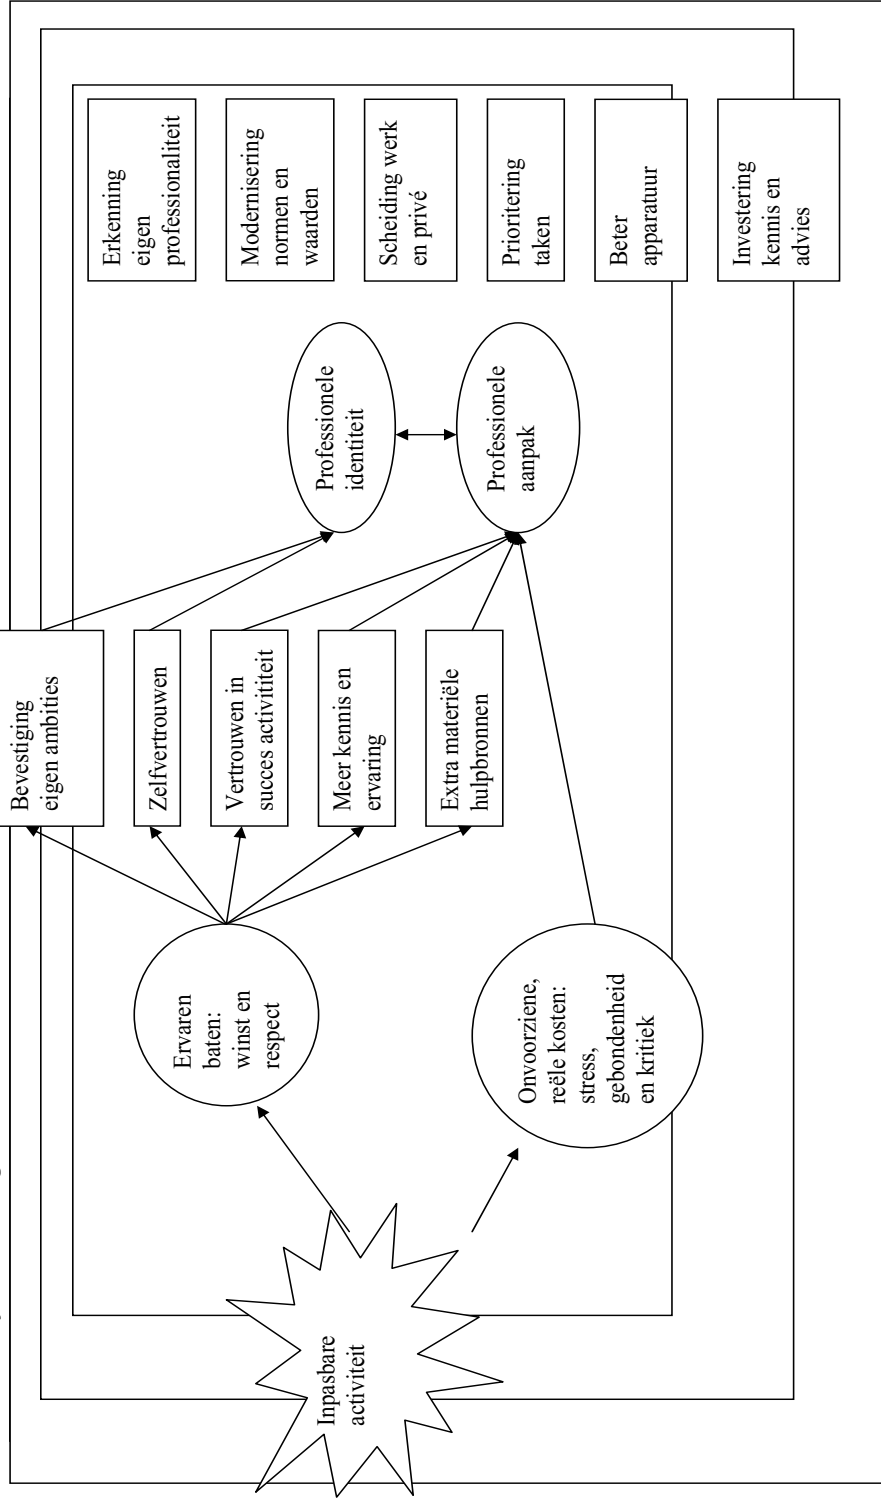 Inpasbare
activiteit
Ervaren
baten:
winst en
respect
Onvoorziene,
reële kosten:
stress,
gebondenheid
en kritiek
Bevestiging
eigen ambities
Zelfvertrouwen
Vertrouwen in
succes activititeit
Meer kennis en
ervaring
Extra materiële
hulpbronnen
Professionele
identiteit
Professionele
aanpak
Erkenning
eigen
professionaliteit
Modernisering
normen en
waarden
Scheiding werk
en privé
Prioritering
taken
Beter
apparatuur
Investering
kennis en
advies